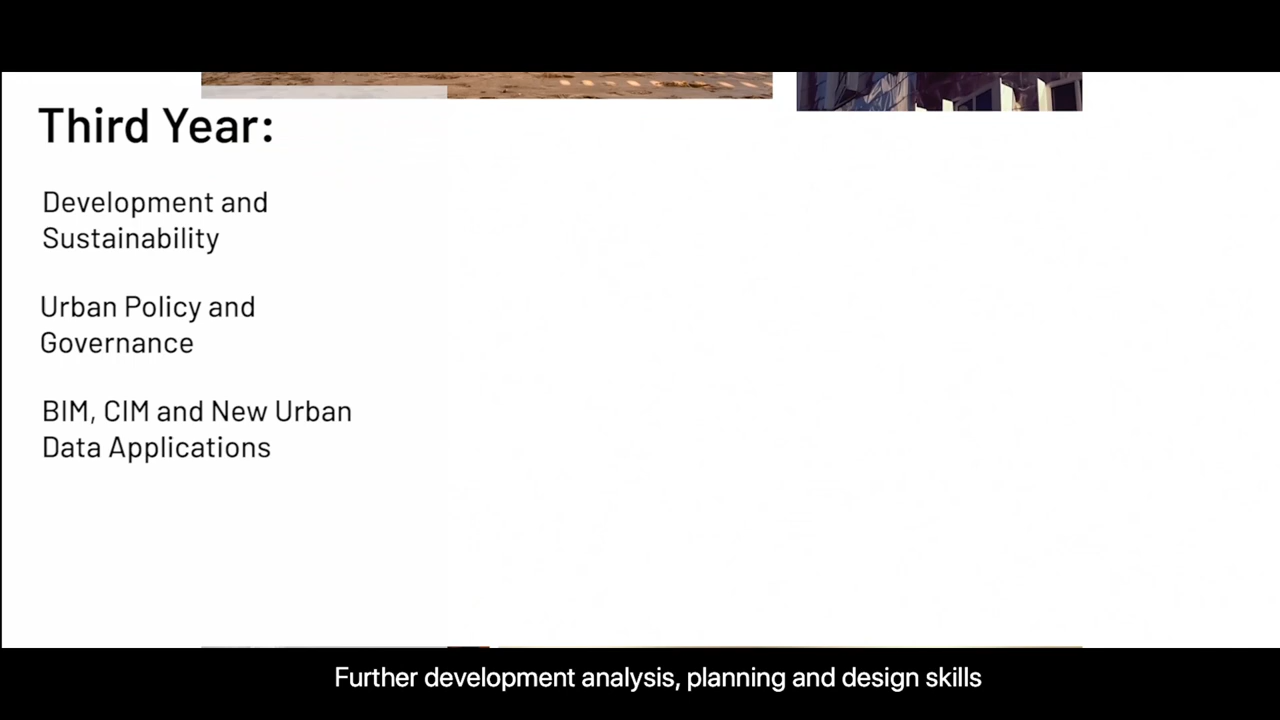 Third Year:
Development and
Sustainability
Urban Policy and
Governance
BIM, CIM and New Urban
Data Applications
Further development analysis, planning and design skills